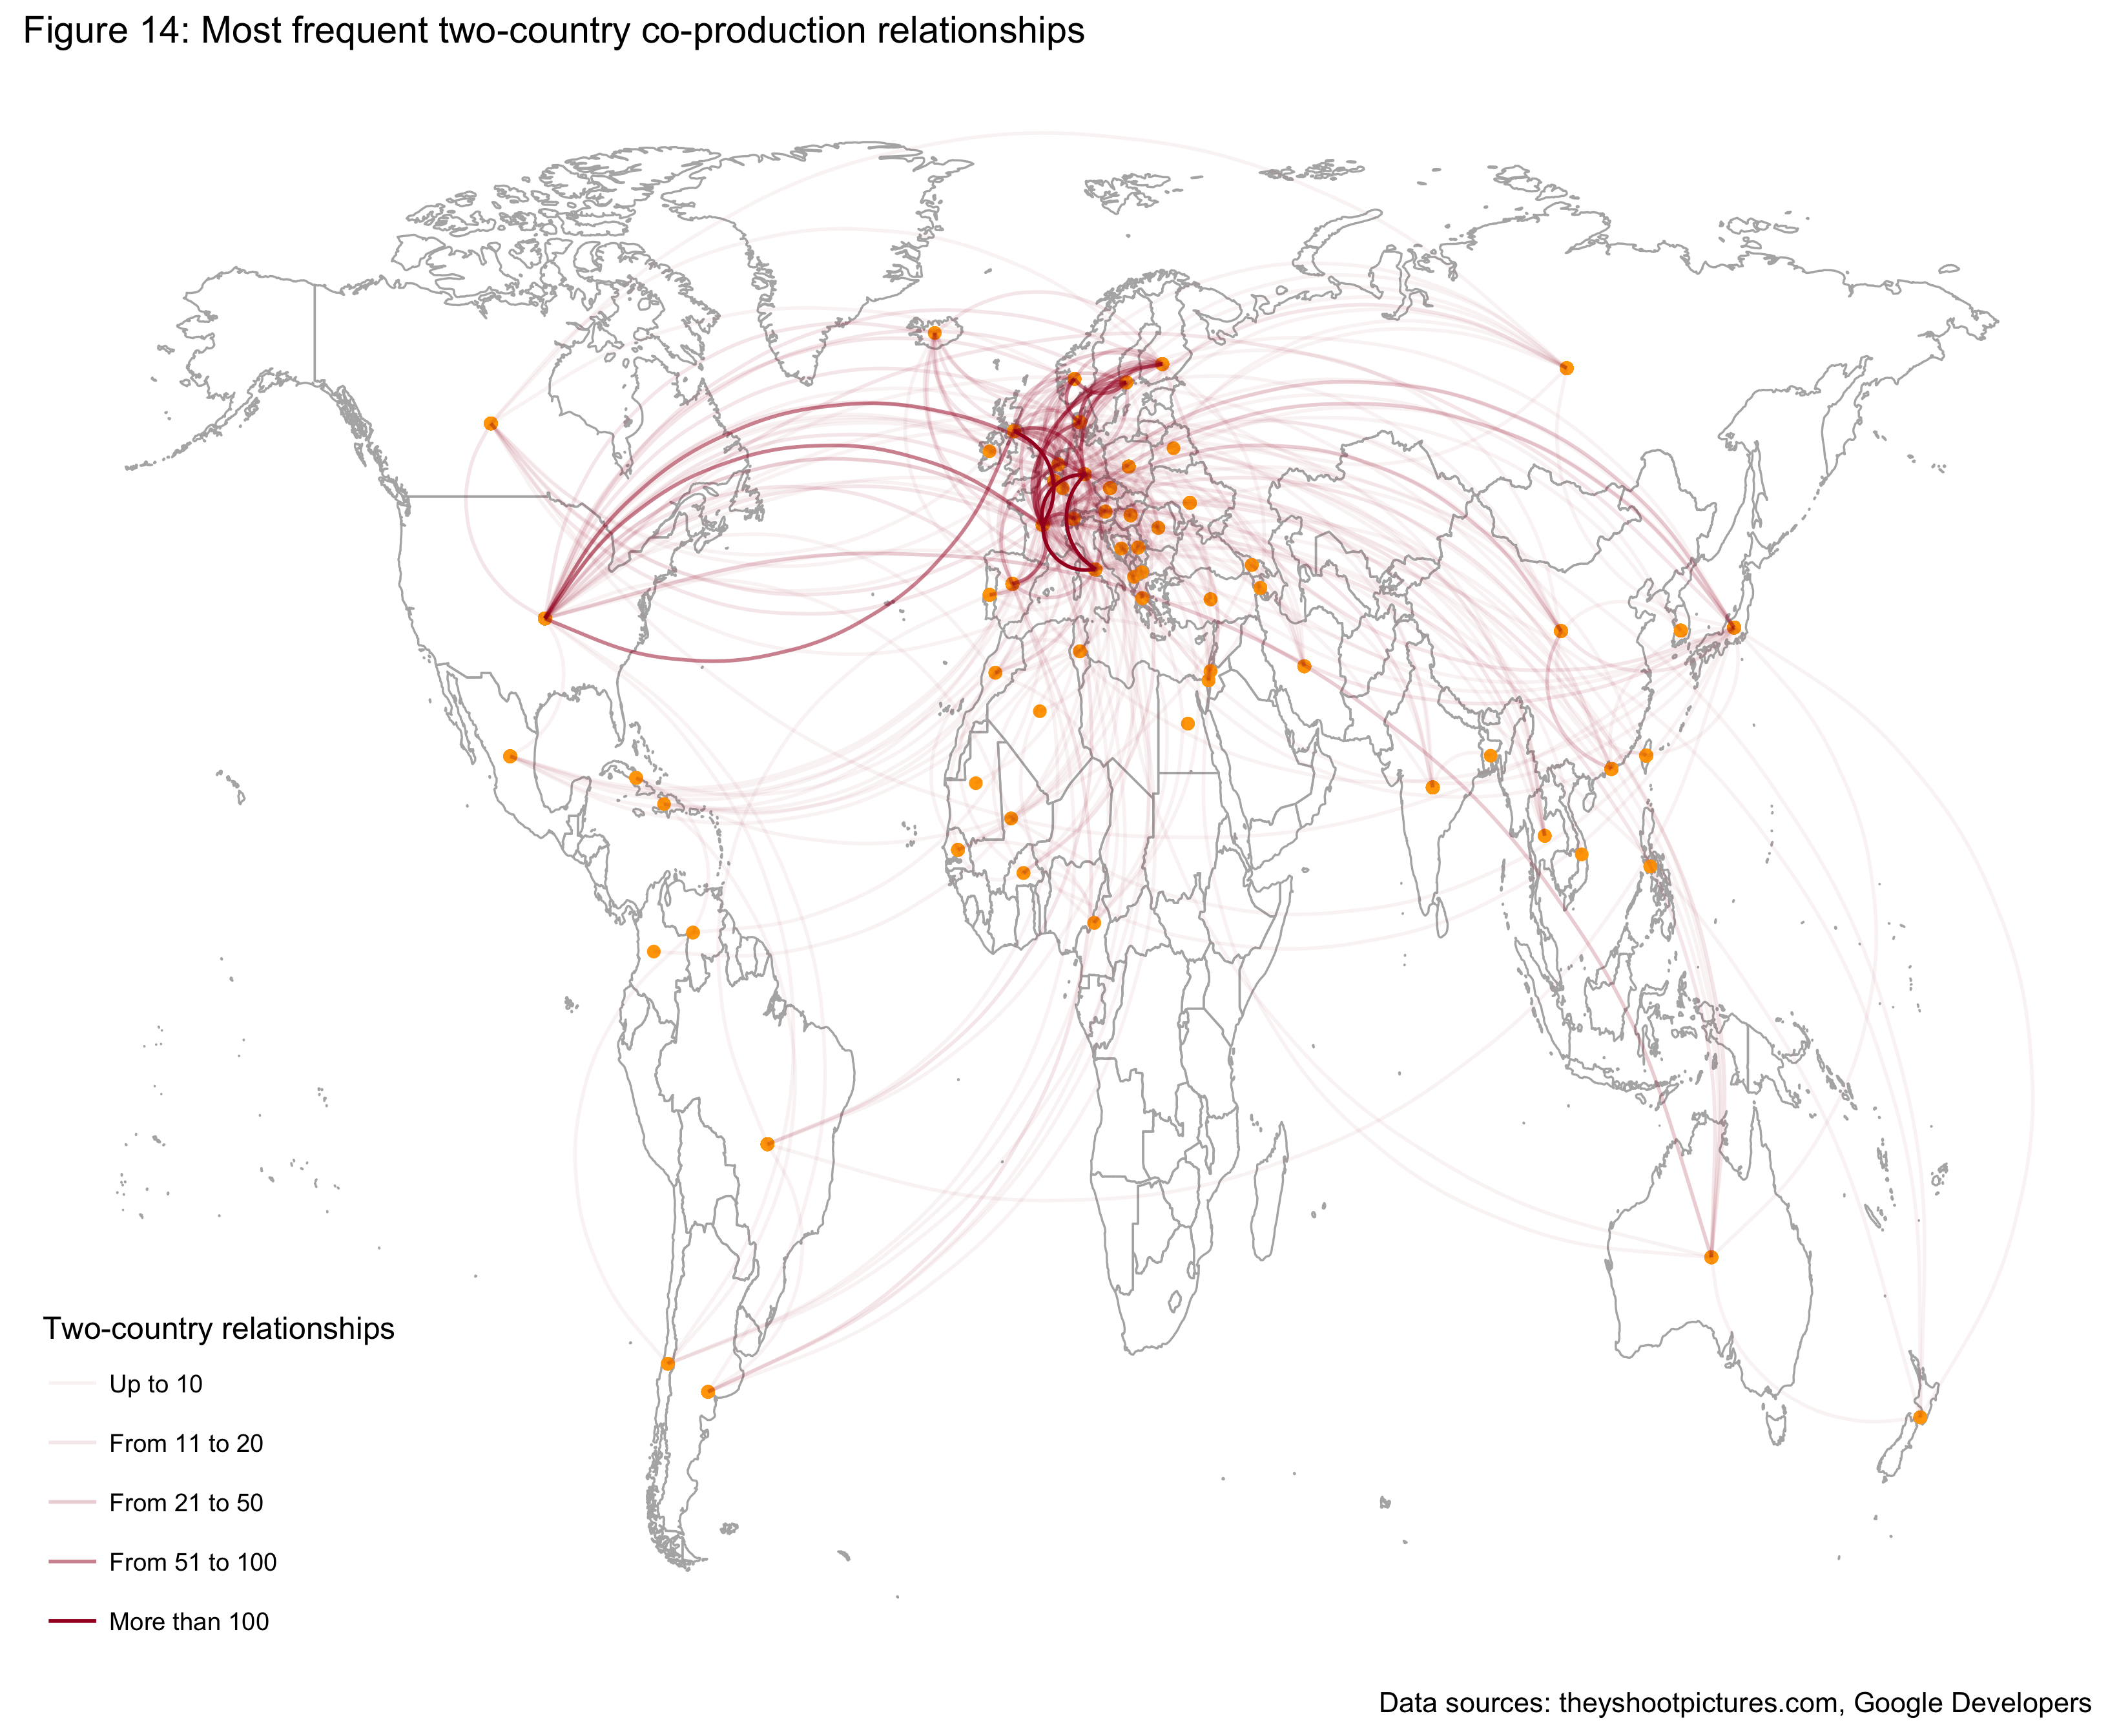 Figure 14: Most frequent two-country co-production relationships
Two-country relationships
Up to 10
From 11 to 20
From 21 to 50
From 51 to 100
More than 100
Data sources: theyshootpictures.com, Google Developers